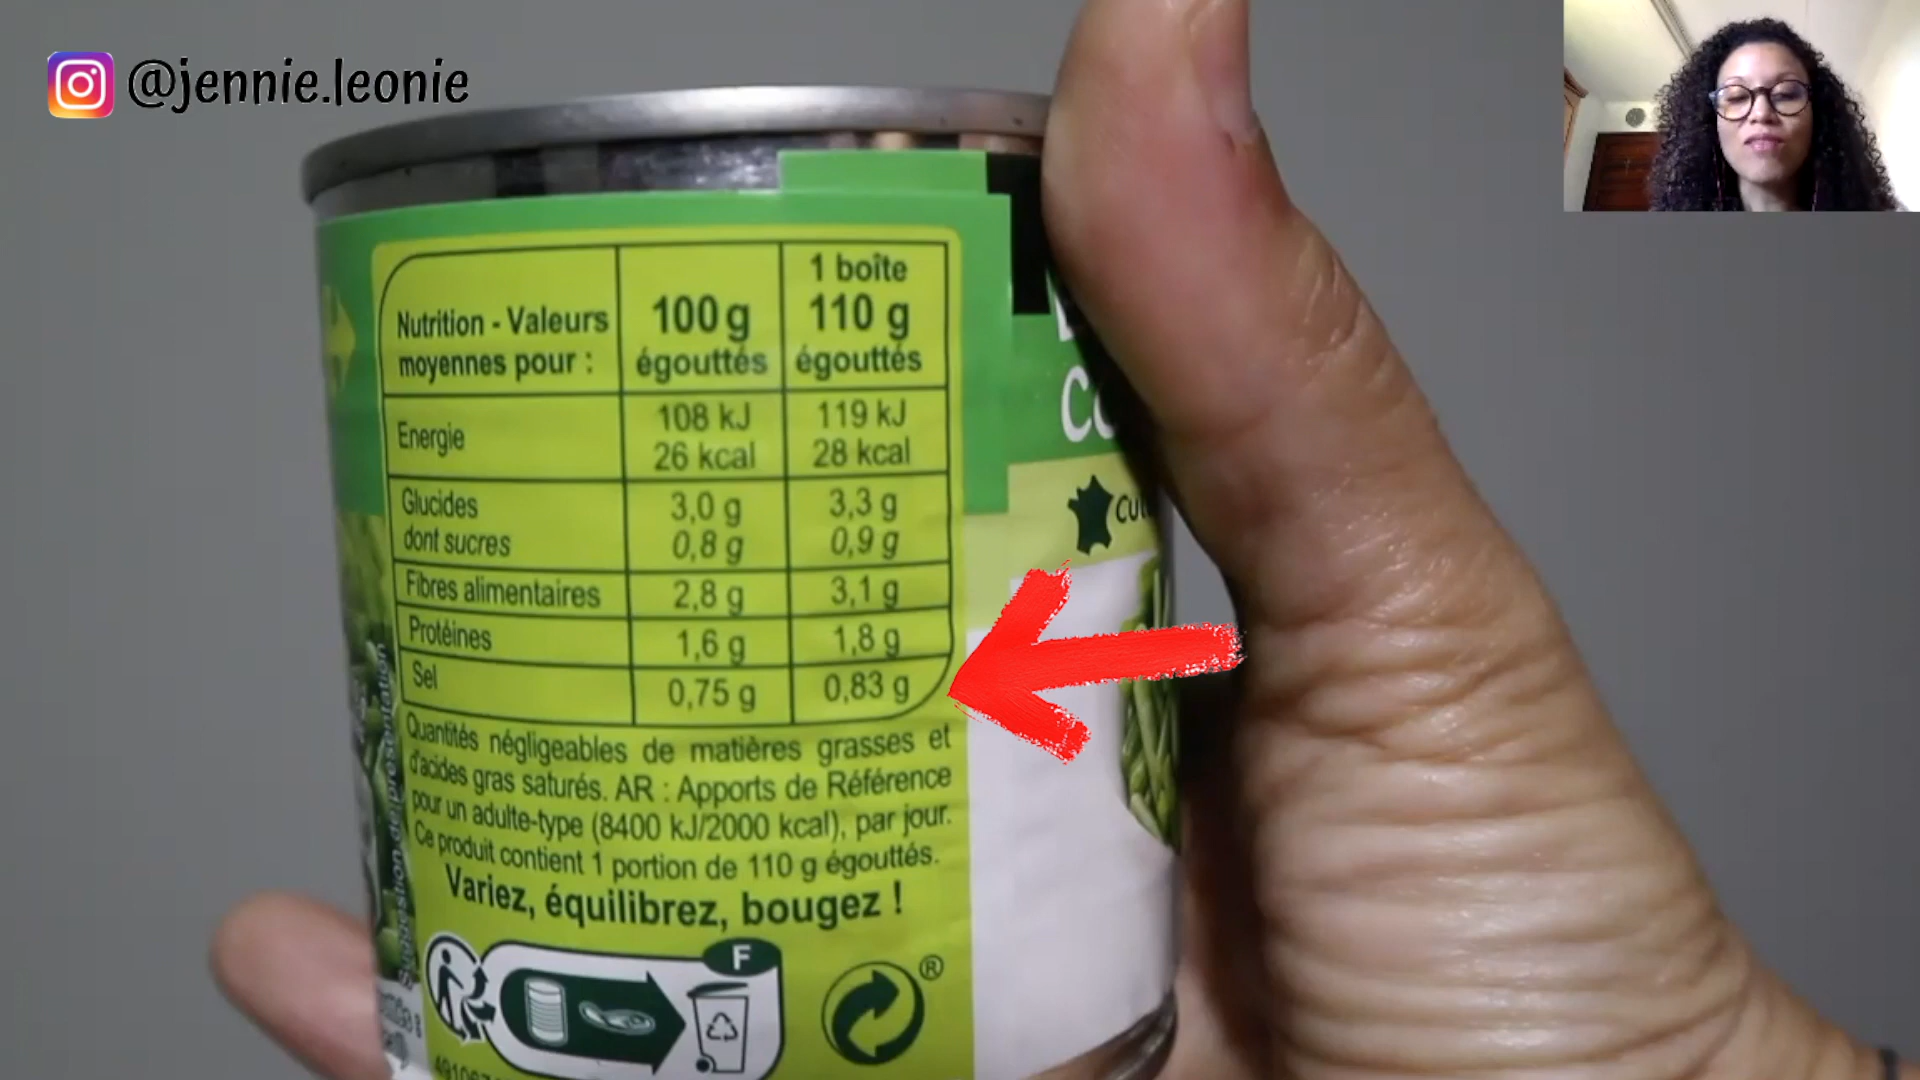 @jennie.leonie
Nutrition - Valeurs moyennes pour :
100 g égouttés
1 boîte 110 g égouttés
Energie
108 kJ 26 kcal
119 kJ 28 kcal
Glucides 3,0 g 3,3 g
dont sucres 0,8 g 0,9 g
Fibres alimentaires 2,8 g 3,1 g
Protéines 1,6 g 1,8 g
Sel 0,75 g 0,83 g
Quantités négligeables de matières grasses et
d'acides gras saturés. AR : Apports de Référence
pour un adulte-type (8400 kJ/2000 kcal), par jour.
Ce produit contient 1 portion de 110 g égouttés.
Variez, équilibrez, bougez !
F
®
Suggestion de présentation